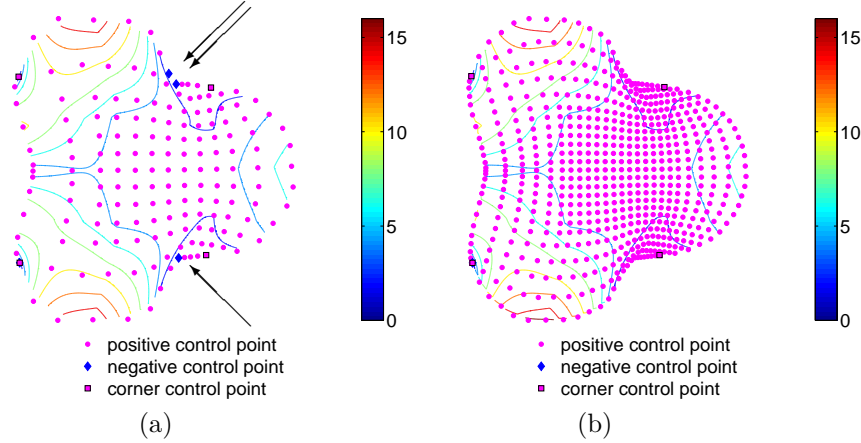 15
10
5
0
positive control point
negative control point
corner control point
(a)
15
10
5
0
positive control point
negative control point
corner control point
(b)